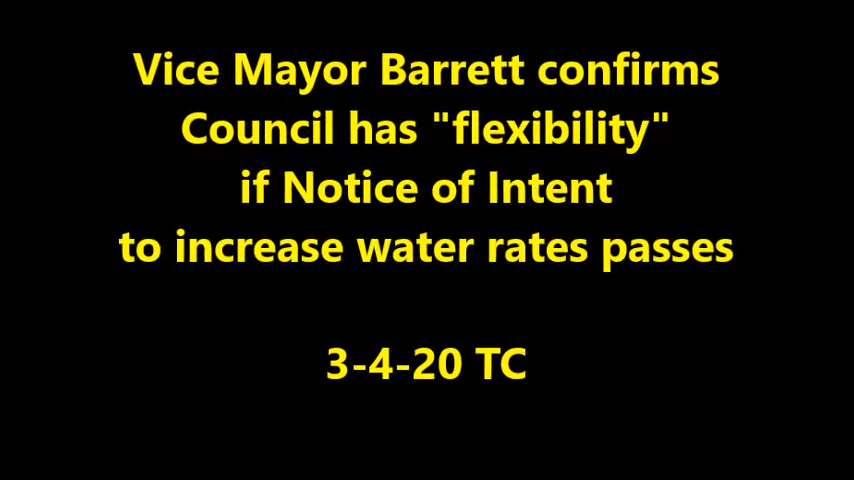 Vice Mayor Barrett confirms
Council has "flexibility"
if Notice of Intent
to increase water rates passes
3-4-20 TC